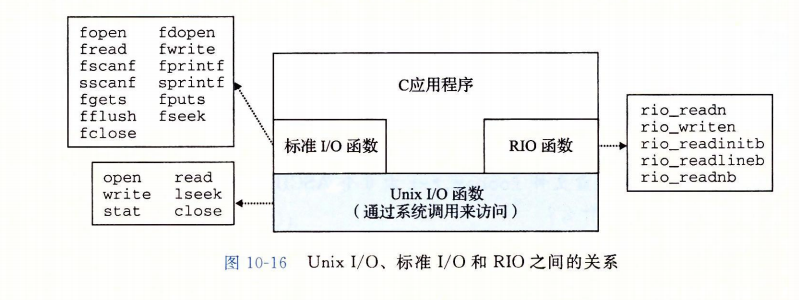 fopen fdopen
fread fwrite
fscanf fprintf
sscanf sprintf
fgets fputs
fflush fseek
fclose
C应用程序
标准 I/O 函数
RIO 函数
rio_readn
rio_writen
rio_readinitb
rio_readlineb
rio_readnb
open read
write lseek
stat close
Unix I/O 函数
（通过系统调用来访问）
图 10-16 Unix I/O、标准 I/O 和 RIO 之间的关系